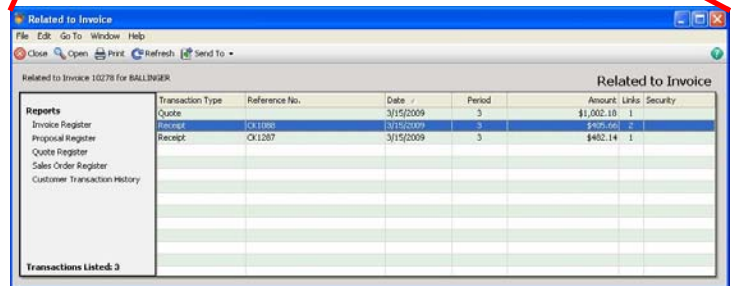 Related to Invoice
File Edit Go To Window Help
Close Open Print Refresh Send To
Related to Invoice 10278 for BALLINGER
Related to Invoice
Reports
Invoice Register
Proposal Register
Quote Register
Sales Order Register
Customer Transaction History
Transactions Listed: 3
Transaction Type Reference No. Date Period Amount Links Security
Quote 3/15/2009 3 $1,002.18 1
Receipt CK1088 3/15/2009 3 $405.66 2
Receipt CK1287 3/15/2009 3 $482.14 1